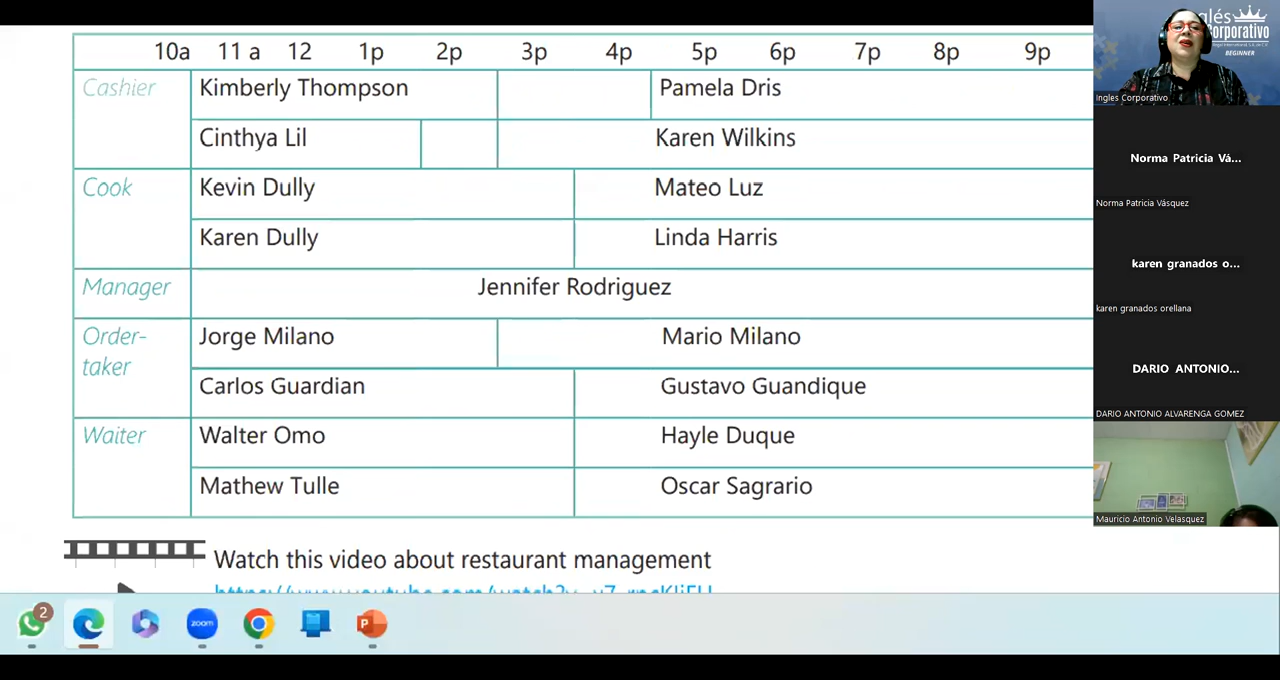 10a 11 a 12 1p 2p 3p 4p 5p 6p 7p 8p 9p
Cashier Kimberly Thompson Pamela Dris
Cinthya Lil Karen Wilkins
Cook Kevin Dully Mateo Luz
Karen Dully Linda Harris
Manager Jennifer Rodriguez
Order-
taker
Jorge Milano Mario Milano
Carlos Guardian Gustavo Guandique
Waiter Walter Omo Hayle Duque
Mathew Tulle Oscar Sagrario
Watch this video about restaurant management
2
zoom
P
Corporativo
BEGINNER
Ingles Corporativo
Norma Patricia Vá...
Norma Patricia Vásquez
karen granados o...
karen granados orellana
DARIO ANTONIO...
DARIO ANTONIO ALVARENGA GOMEZ
Mauricio Antonio Velasquez